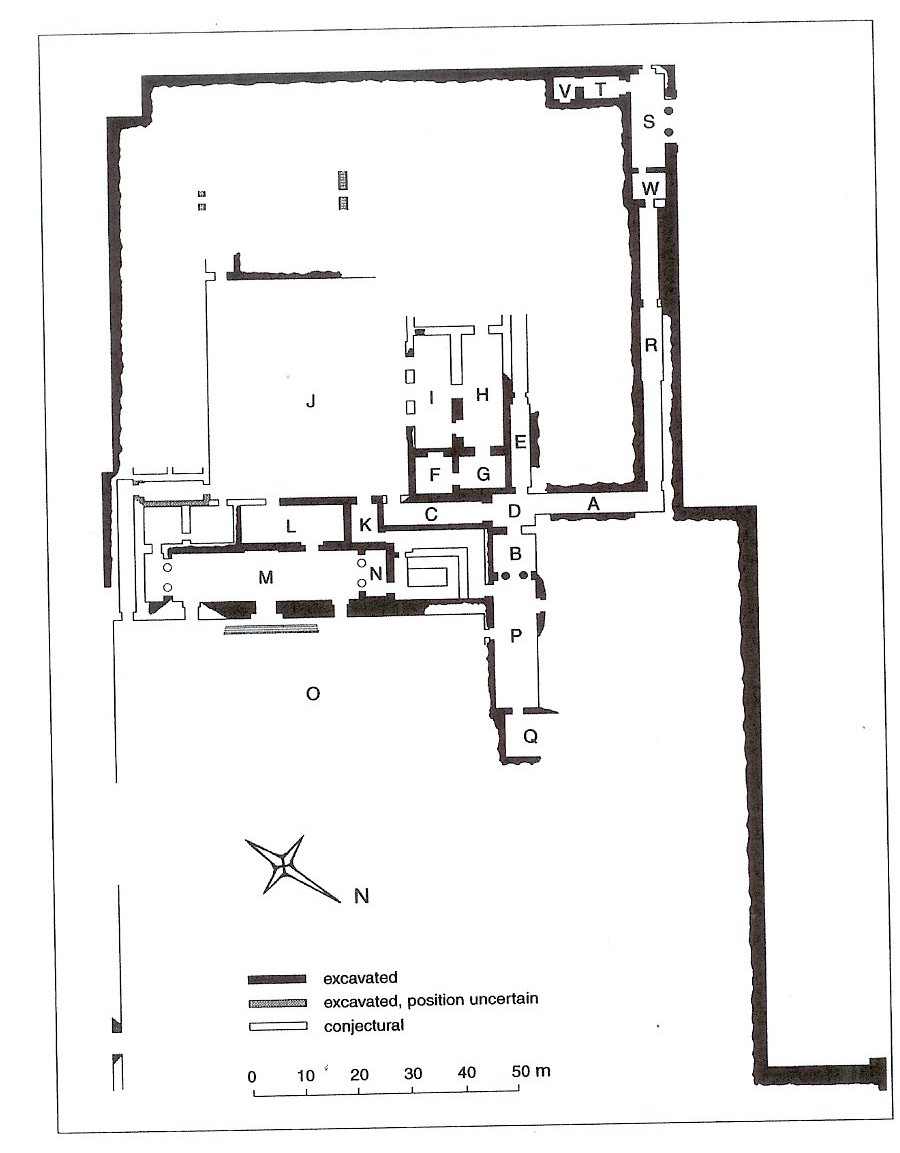 V T
S
W
R
J
I
H
E
F
G
A
C
D
L
K
B
M
N
P
O
Q
N
excavated
excavated, position uncertain
conjectural
0 10 20 30 40 50 m